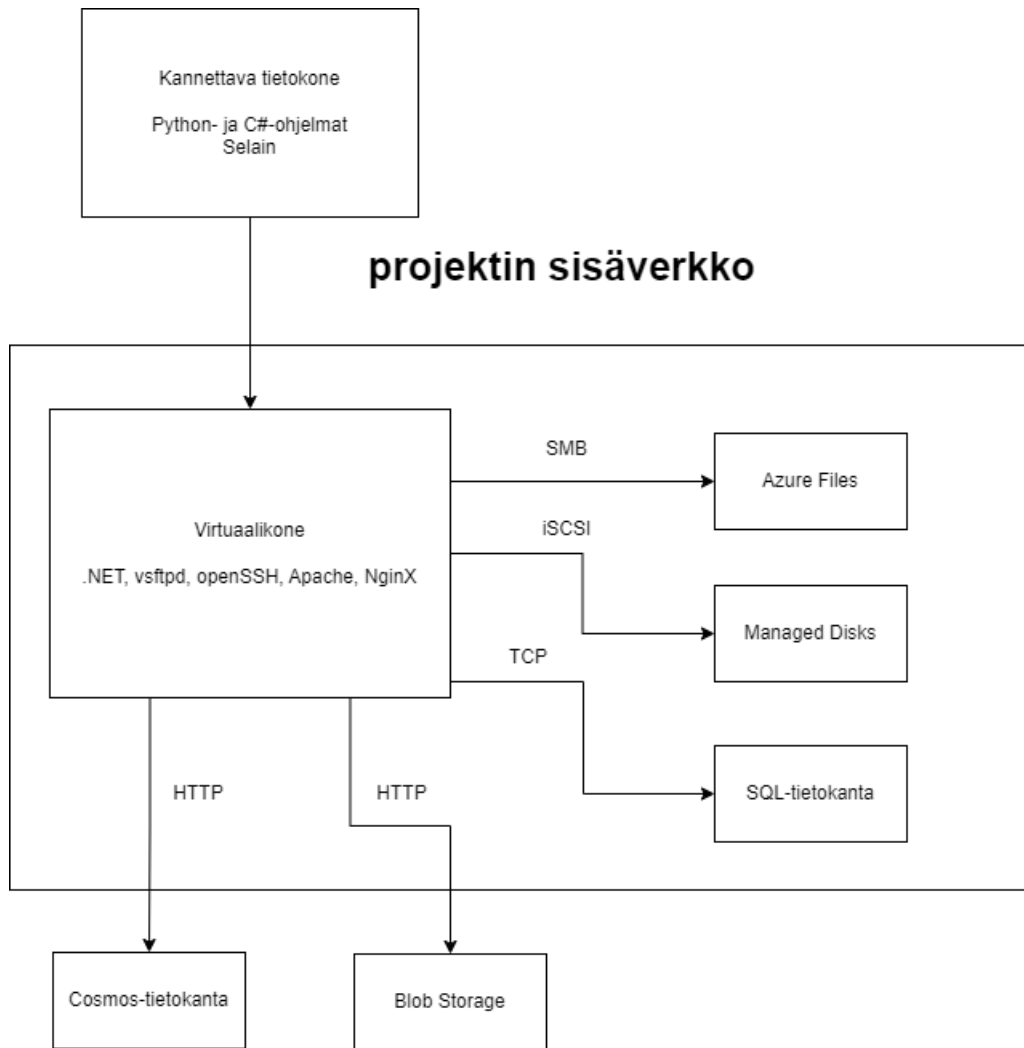 Kannettava tietokone
Python- ja C#-ohjelmat
Selain
projektin sisäverkko
Virtuaalikone
.NET, vsftpd, openSSH, Apache, NginX
SMB
Azure Files
iSCSI
Managed Disks
TCP
SQL-tietokanta
HTTP
HTTP
Cosmos-tietokanta
Blob Storage